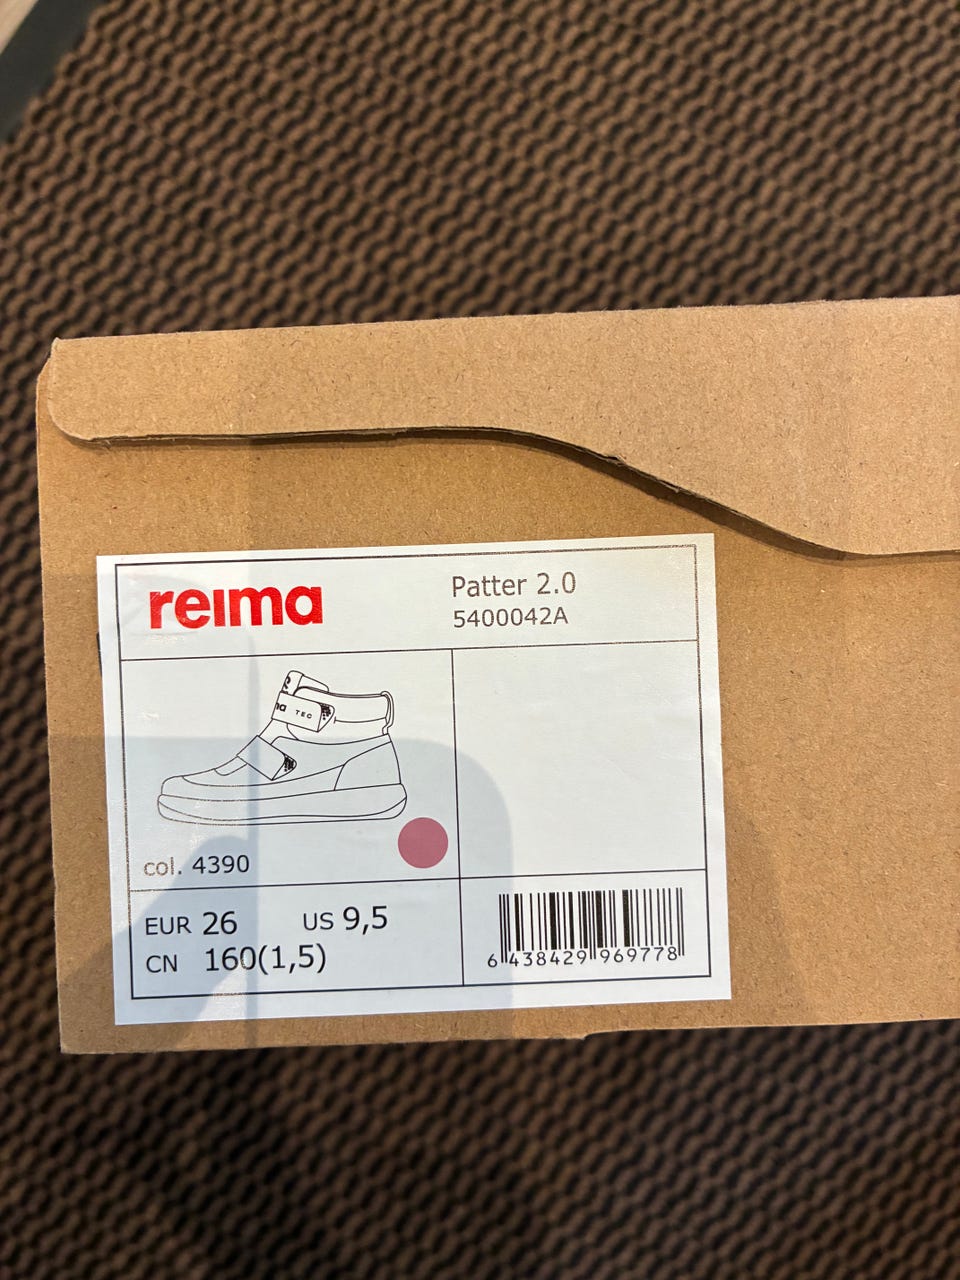 reima
Patter 2.0
5400042A
TEC
col. 4390
EUR 26 US 9,5
CN 160(1,5)
6 438429 969778